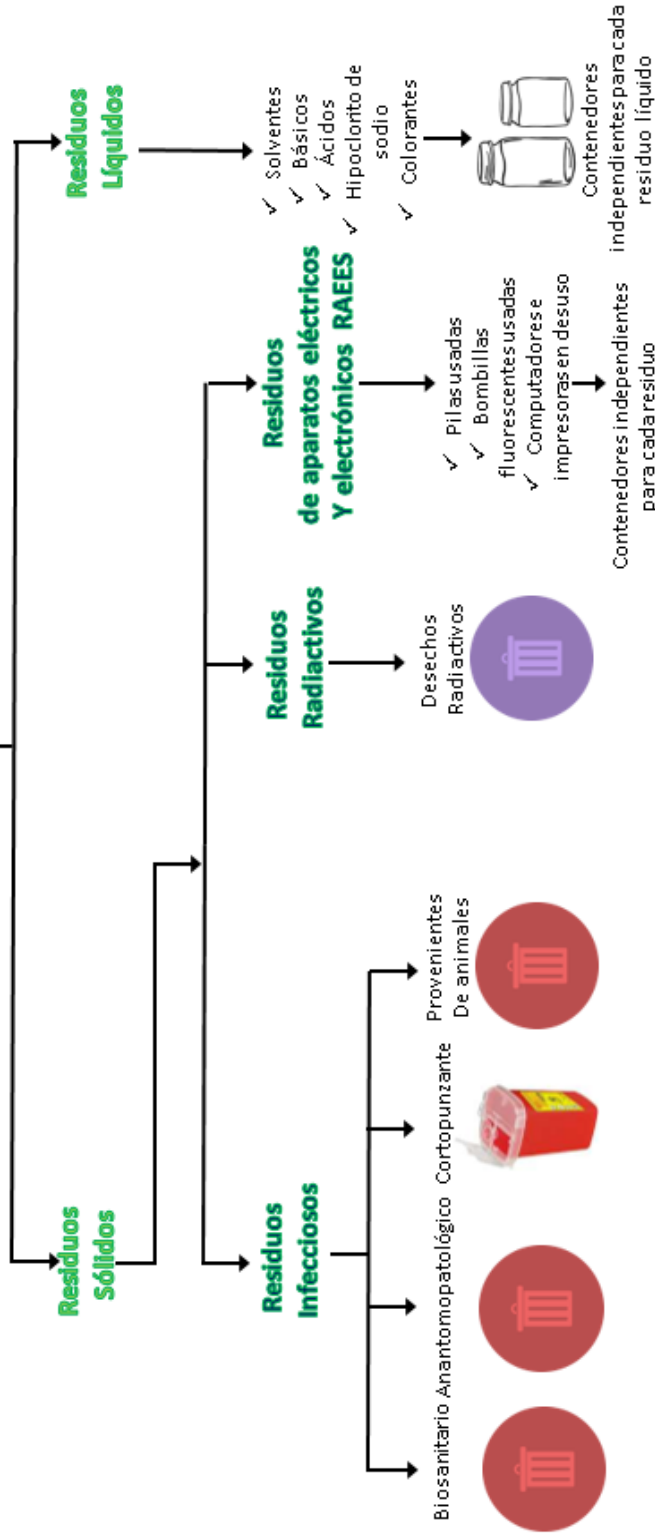 Residuos
Sólidos
Residuos
Líquidos
Residuos
Infecciosos
Residuos
Radiactivos
Residuos
de aparatos eléctricos
Y electrónicos RAEES
Biosanitario
Anantomopatológico
Cortopunzante
Provenientes
De animales
Desechos
Radiactivos
✓ Pilas usadas
✓ Bombillas
fluorescentes usadas
✓ Computadores e
impresoras en desuso
Contenedores independientes
para cada residuo
✓ Solventes
✓ Básicos
✓ Ácidos
✓ Hipoclorito de
sodio
✓ Colorantes
Contenedores
independientes para cada
residuo líquido